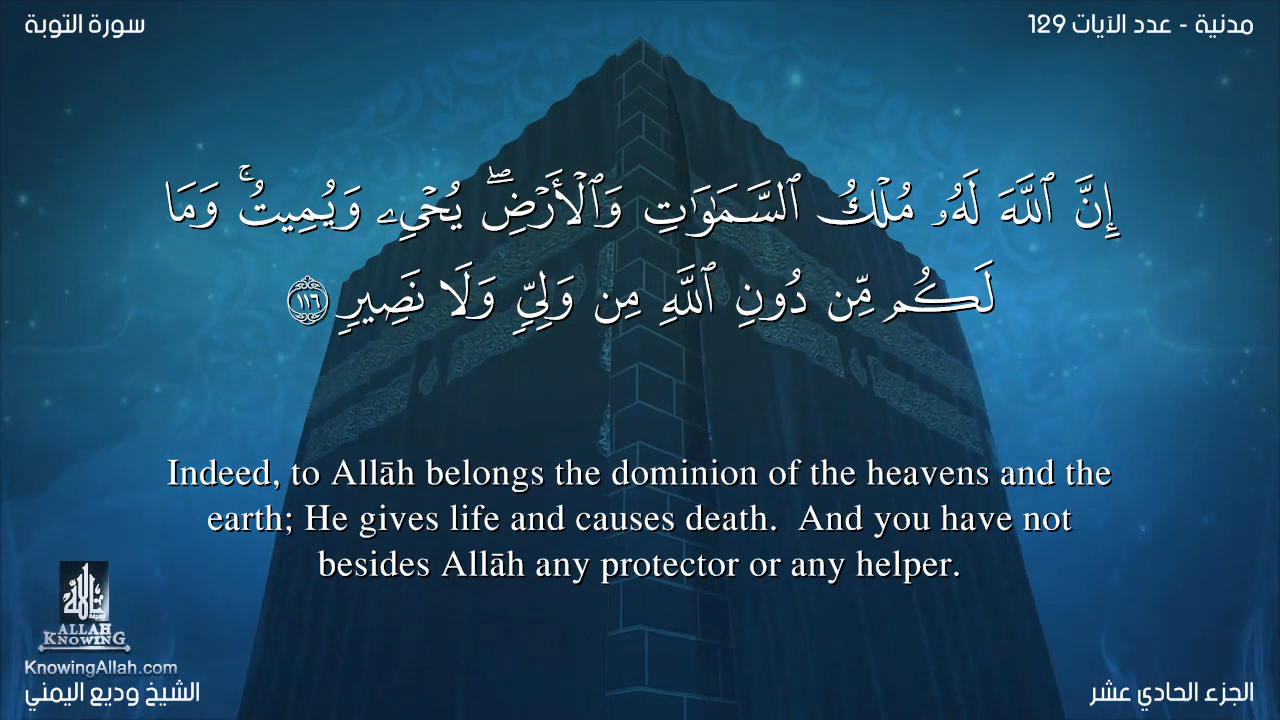 مدنية - عدد الآيات 129
سورة التوبة
إِنَّ ٱللَّهَ لَهُۥ مُلۡكُ ٱلسَّمَٰوَٰتِ وَٱلۡأَرۡضِۖ يُحۡيِۦ وَيُمِيتُۚ وَمَا
لَكُم مِّن دُونِ ٱللَّهِ مِن وَلِيّٖ وَلَا نَصِيرٖ ١١٦
Indeed, to Allāh belongs the dominion of the heavens and the
earth; He gives life and causes death.  And you have not
besides Allāh any protector or any helper.
ALLAH
KNOWING
KnowingAllah.com
الجزء الحادي عشر
الشيخ وديع اليمني